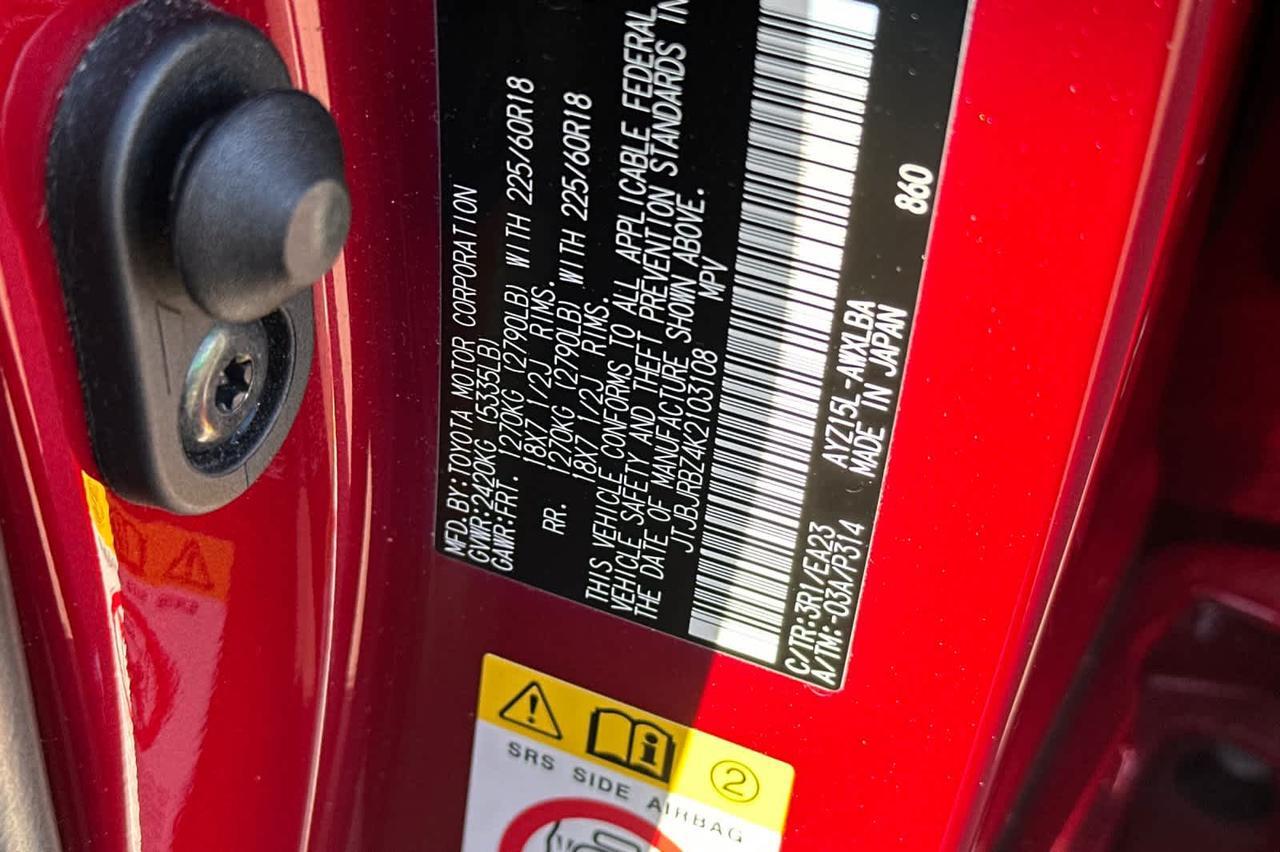 MFD. BY:TOYOTA MOTOR CORPORATION
GVWR:2420KG (5335LB)
GAWR:FRT. 1270KG (2790LB) WITH 225/60R18
18X7 1/2J RIMS.
RR. 1270KG (2790LB) WITH 225/60R18
18X7 1/2J RIMS.
THIS VEHICLE CONFORMS TO ALL APPLICABLE FEDERAL
VEHICLE SAFETY AND THEFT PREVENTION STANDARDS IN
THE DATE OF MANUFACTURE SHOWN ABOVE.
JTJBJRBZ4K2103108 MPV
860
C/TR:3R1/EA23 AYZ15L-AWXLBA
A/TM:-03A/P314 MADE IN JAPAN
2
SRS SIDE AIRBAG